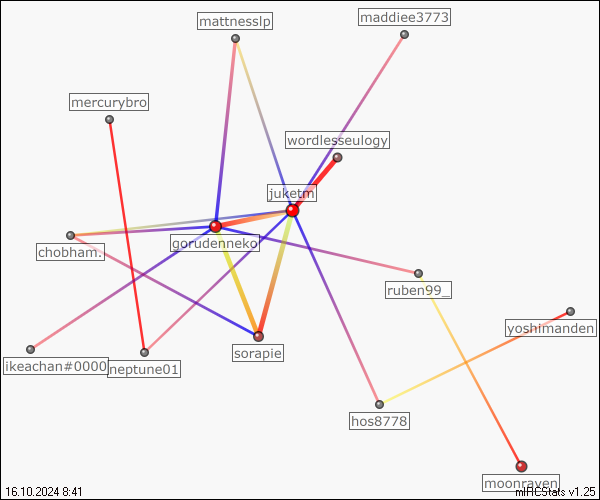 mattnesslp
maddiee3773
mercurybro
wordlesseulogy
juketm
gorudenneko
chobham.
ruben99_
yoshimanden
sorapie
ikeachan#0000
neptune01
hos8778
moonraven
16.10.2024 8:41
mIRCStats v1.25